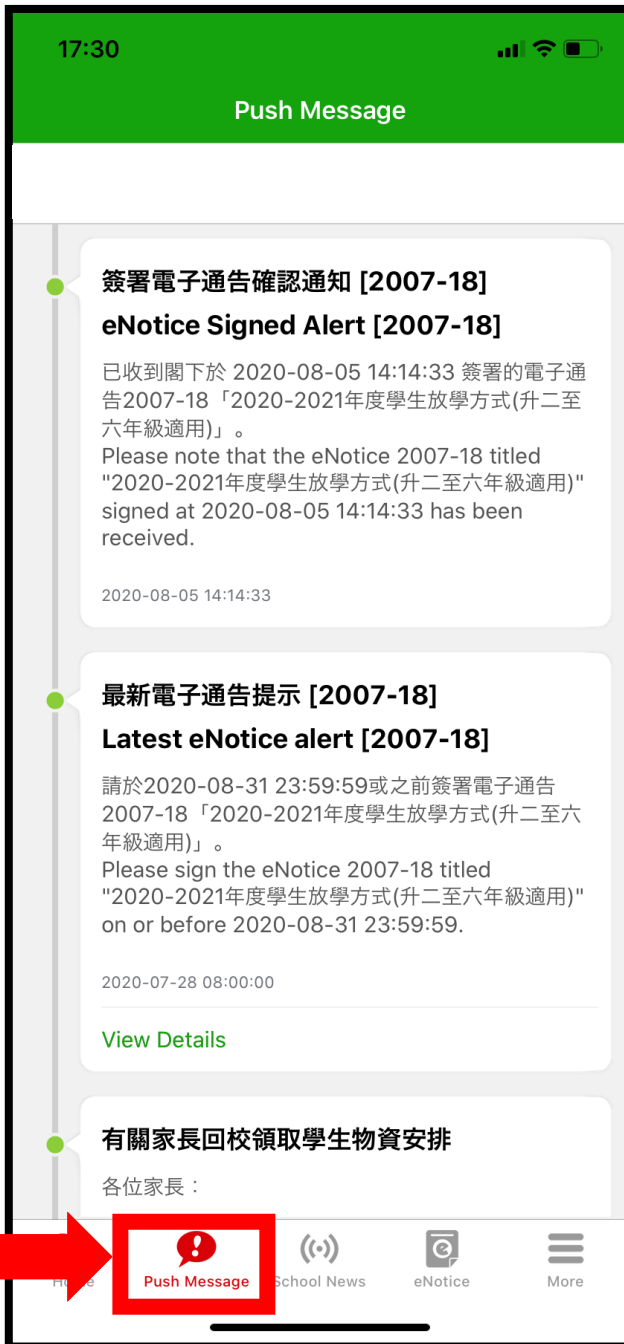 17:30
Push Message
簽署電子通告確認通知 [2007-18]
eNotice Signed Alert [2007-18]
已收到閣下於 2020-08-05 14:14:33 簽署的電子通
告2007-18「2020-2021年度學生放學方式(升二至
六年級適用)」。
Please note that the eNotice 2007-18 titled
"2020-2021年度學生放學方式(升二至六年級適用)"
signed at 2020-08-05 14:14:33 has been
received.
2020-08-05 14:14:33
最新電子通告提示 [2007-18]
Latest eNotice alert [2007-18]
請於2020-08-31 23:59:59或之前簽署電子通告
2007-18「2020-2021年度學生放學方式(升二至六
年級適用)」。
Please sign the eNotice 2007-18 titled
"2020-2021年度學生放學方式(升二至六年級適用)"
on or before 2020-08-31 23:59:59.
2020-07-28 08:00:00
View Details
有關家長回校領取學生物資安排
各位家長：
Push Message
School News
eNotice
More